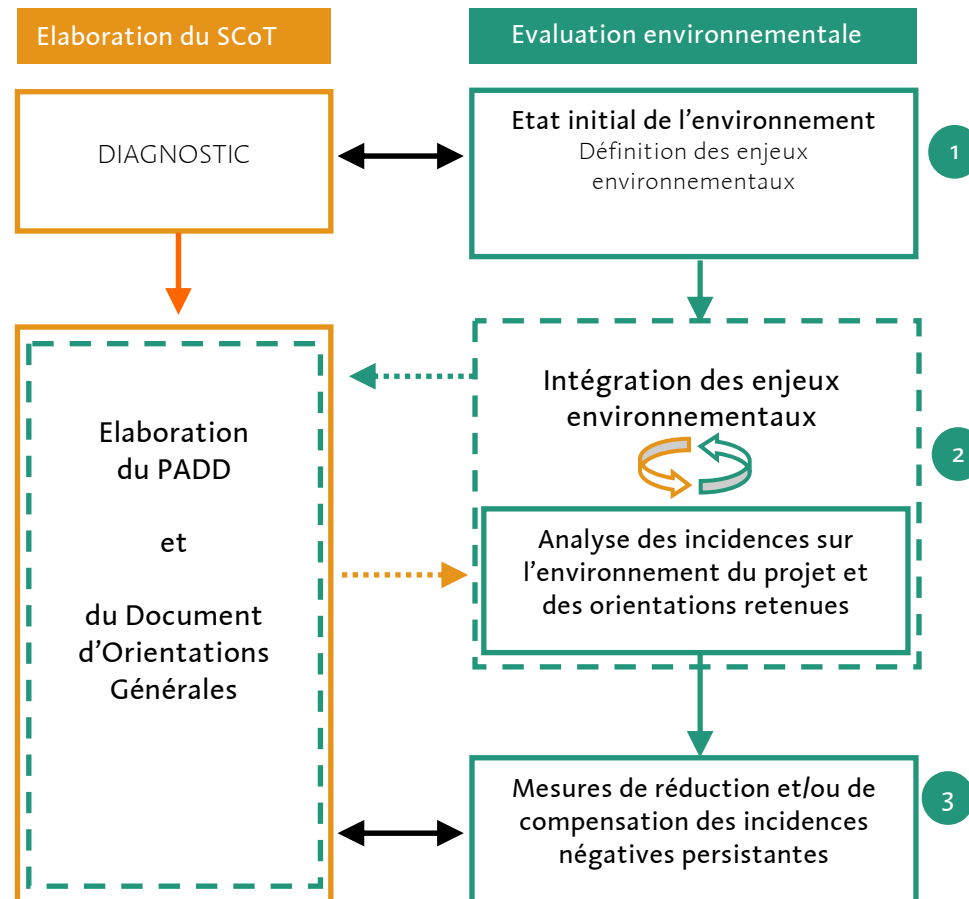 Elaboration du SCoT
Evaluation environnementale
DIAGNOSTIC
Etat initial de l’environnement
Définition des enjeux
environnementaux
1
Elaboration
du PADD
et
du Document
d’Orientations
Générales
Intégration des enjeux
environnementaux
2
Analyse des incidences sur
l’environnement du projet et
des orientations retenues
Mesures de réduction et/ou de
compensation des incidences
négatives persistantes
3